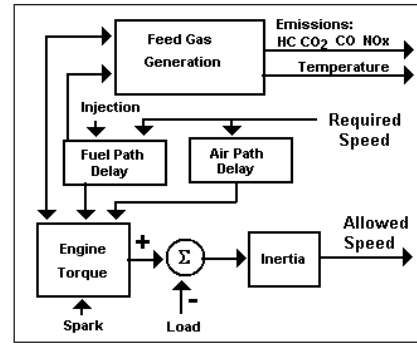 Emissions:
HC CO2 CO NOx
Feed Gas
Generation
Temperature
Injection
Required
Speed
Fuel Path
Delay
Air Path
Delay
Allowed
Speed
Engine
Torque
+
Σ
Inertia
-
Spark
Load